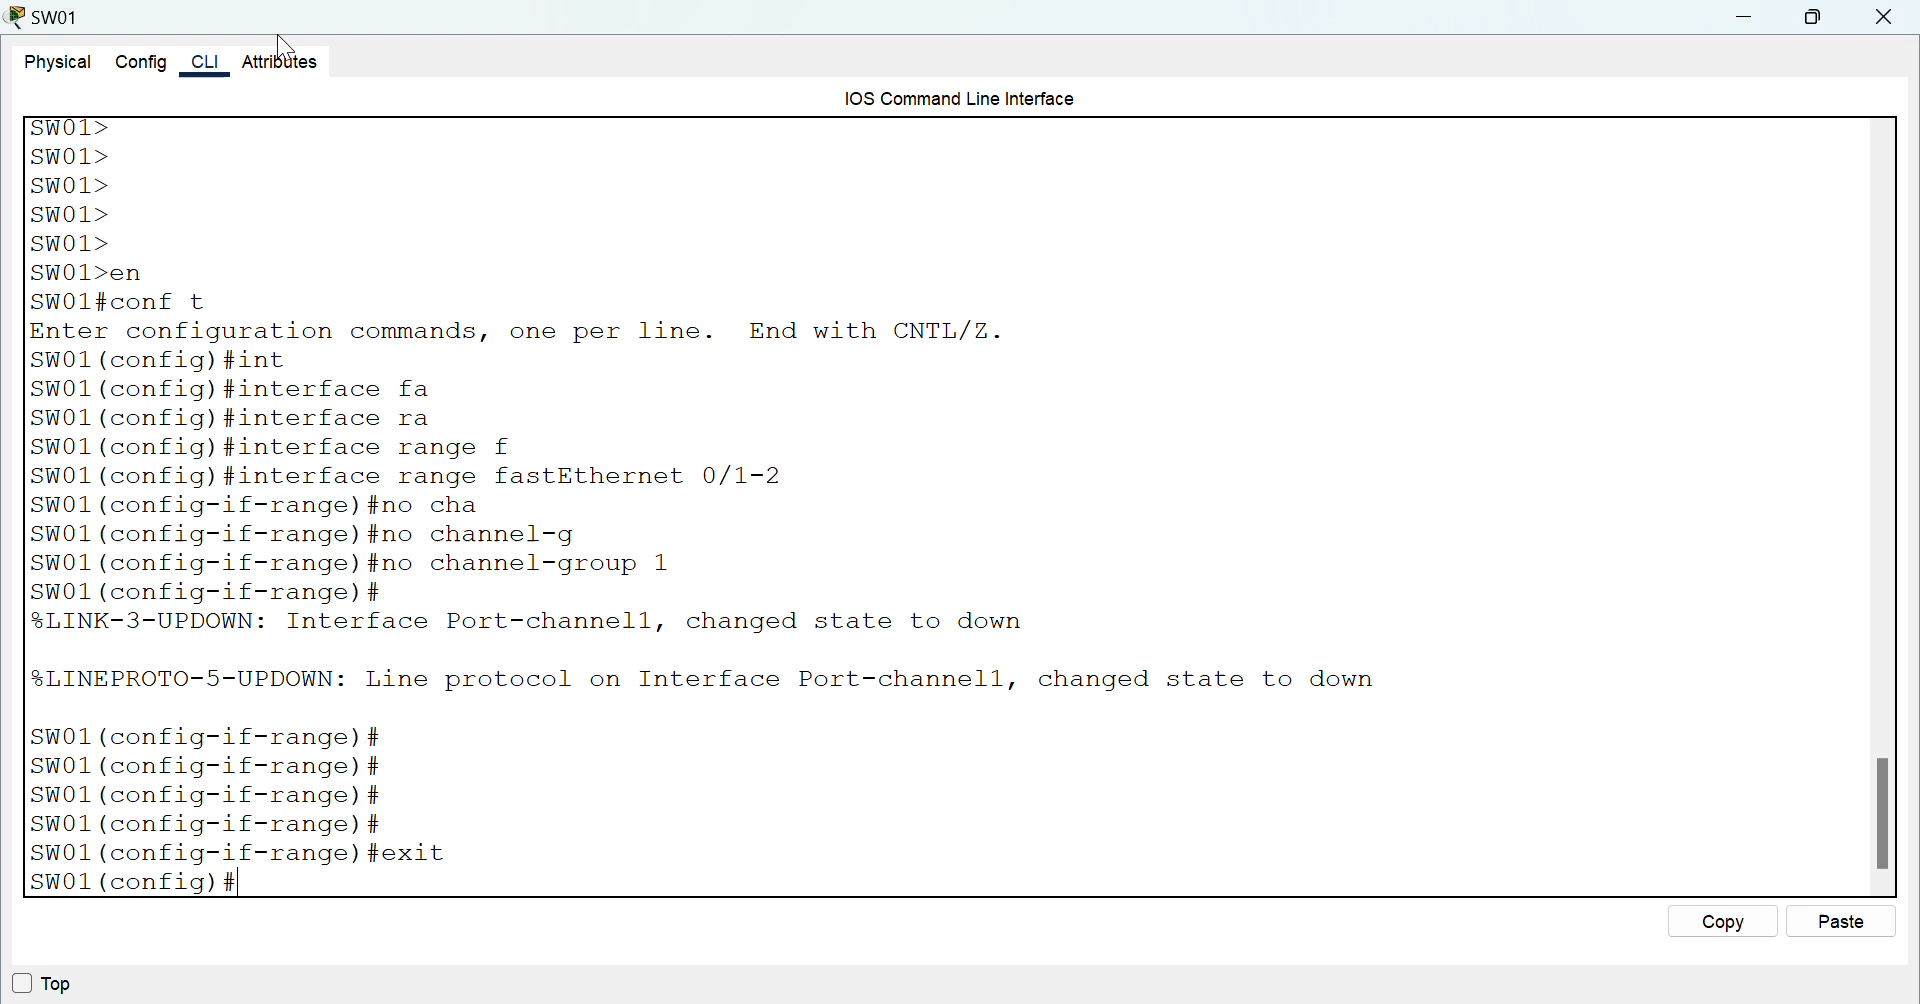 SW01
Physical Config CLI Attributes
IOS Command Line Interface
SW01>
SW01>
SW01>
SW01>
SW01>
SW01>en
SW01#conf t
Enter configuration commands, one per line.  End with CNTL/Z.
SW01(config)#int
SW01(config)#interface fa
SW01(config)#interface ra
SW01(config)#interface range f
SW01(config)#interface range fastEthernet 0/1-2
SW01(config-if-range)#no cha
SW01(config-if-range)#no channel-g
SW01(config-if-range)#no channel-group 1
SW01(config-if-range)#
%LINK-3-UPDOWN: Interface Port-channel1, changed state to down
%LINEPROTO-5-UPDOWN: Line protocol on Interface Port-channel1, changed state to down
SW01(config-if-range)#
SW01(config-if-range)#
SW01(config-if-range)#
SW01(config-if-range)#
SW01(config-if-range)#exit
SW01(config)#
Copy Paste
Top